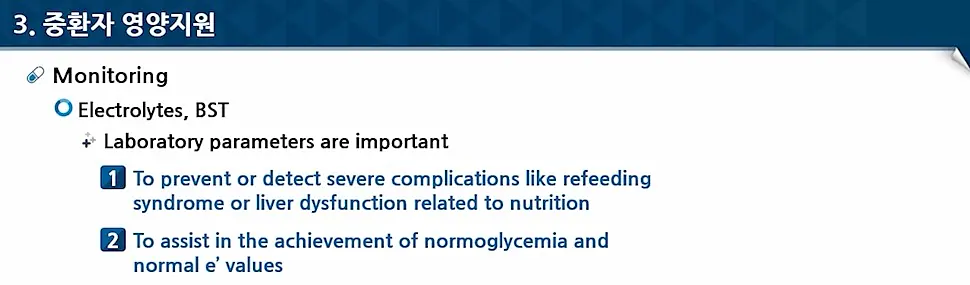 3. 중환자 영양지원
Monitoring
Electrolytes, BST
Laboratory parameters are important
1 To prevent or detect severe complications like refeeding
syndrome or liver dysfunction related to nutrition
2 To assist in the achievement of normoglycemia and
normal e’ values